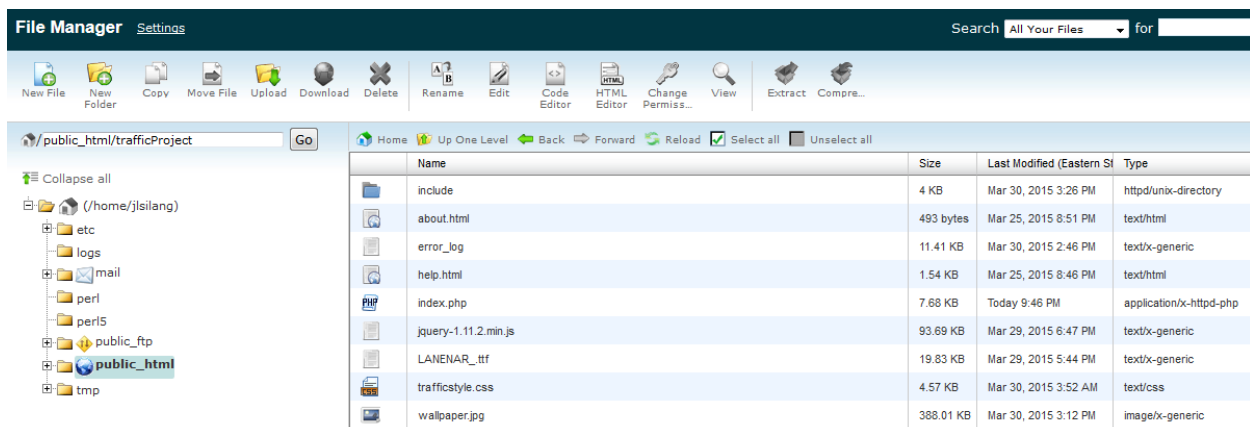 File Manager Settings Search All Your Files for
New File New Folder Copy Move File Upload Download Delete Rename Edit Code Editor HTML Editor Change Permiss... View Extract Compre...
/public_html/trafficProject Go Home Up One Level Back Forward Reload Select all Unselect all
Name Size Last Modified (Eastern St Type
Collapse all
(/home/jlsilang)
etc
logs
mail
perl
perl5
public_ftp
public_html
tmp
include 4 KB Mar 30, 2015 3:26 PM httpd/unix-directory
about.html 493 bytes Mar 25, 2015 8:51 PM text/html
error_log 11.41 KB Mar 30, 2015 2:46 PM text/x-generic
help.html 1.54 KB Mar 25, 2015 8:46 PM text/html
index.php 7.68 KB Today 9:46 PM application/x-httpd-php
jquery-1.11.2.min.js 93.69 KB Mar 29, 2015 6:47 PM text/x-generic
LANENAR_.ttf 19.83 KB Mar 29, 2015 5:44 PM text/x-generic
trafficstyle.css 4.57 KB Mar 30, 2015 3:52 AM text/css
wallpaper.jpg 388.01 KB Mar 30, 2015 3:12 PM image/x-generic